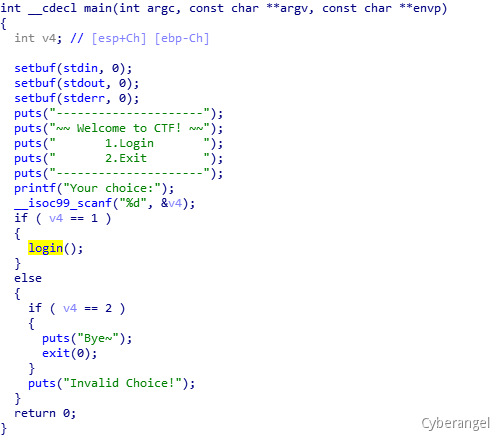 int __cdecl main(int argc, const char **argv, const char **envp)
{
  int v4; // [esp+Ch] [ebp-Ch]

  setbuf(stdin, 0);
  setbuf(stdout, 0);
  setbuf(stderr, 0);
  puts("---------------------");
  puts("~~ Welcome to CTF! ~~");
  puts("       1.Login       ");
  puts("       2.Exit        ");
  puts("---------------------");
  printf("Your choice:");
  __isoc99_scanf("%d", &v4);
  if ( v4 == 1 )
  {
    login();
  }
  else
  {
    if ( v4 == 2 )
    {
      puts("Bye~");
      exit(0);
    }
    puts("Invalid Choice!");
  }
  return 0;
}
Cyberangel